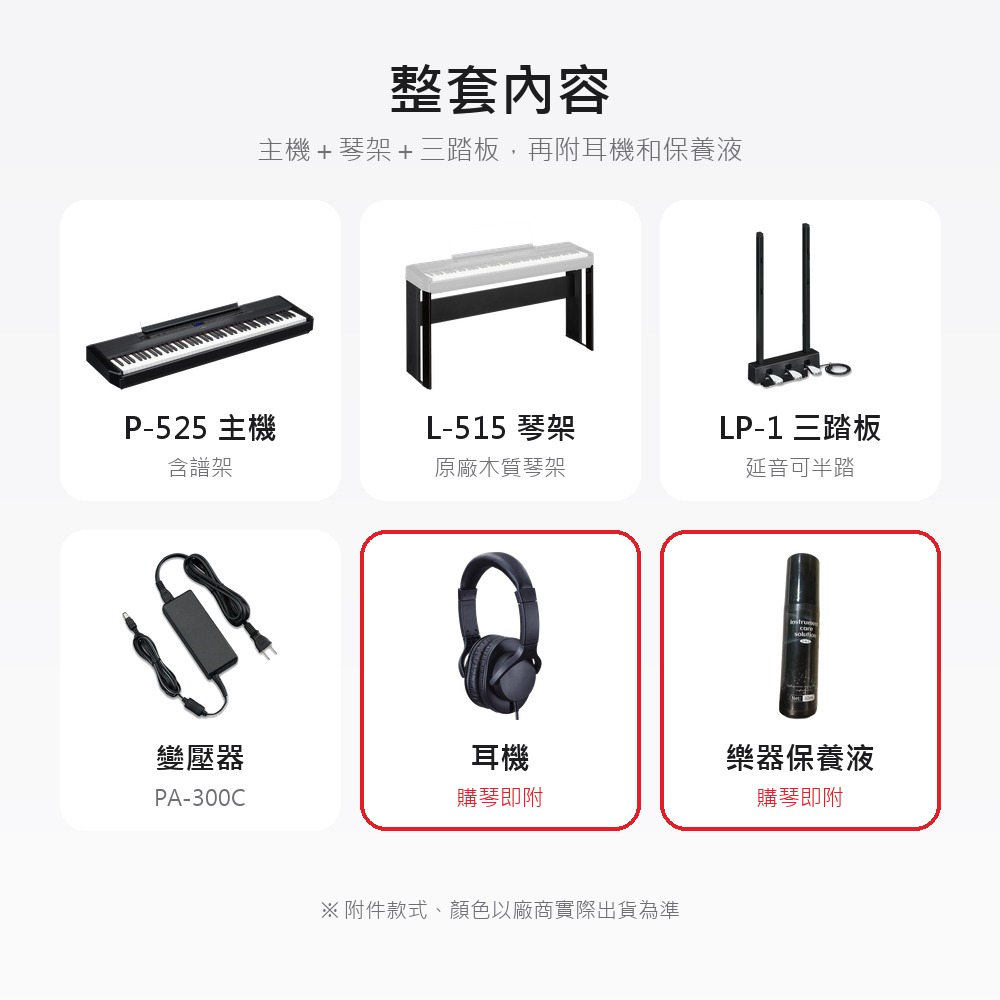 整套內容
主機 + 琴架 + 三踏板，再附耳機和保養液
P-525 主機
含譜架
L-515 琴架
原廠木質琴架
LP-1 三踏板
延音可半踏
instrument
care
solution
變壓器
PA-300C
耳機
購琴即附
樂器保養液
購琴即附
※ 附件款式、顏色以廠商實際出貨為準